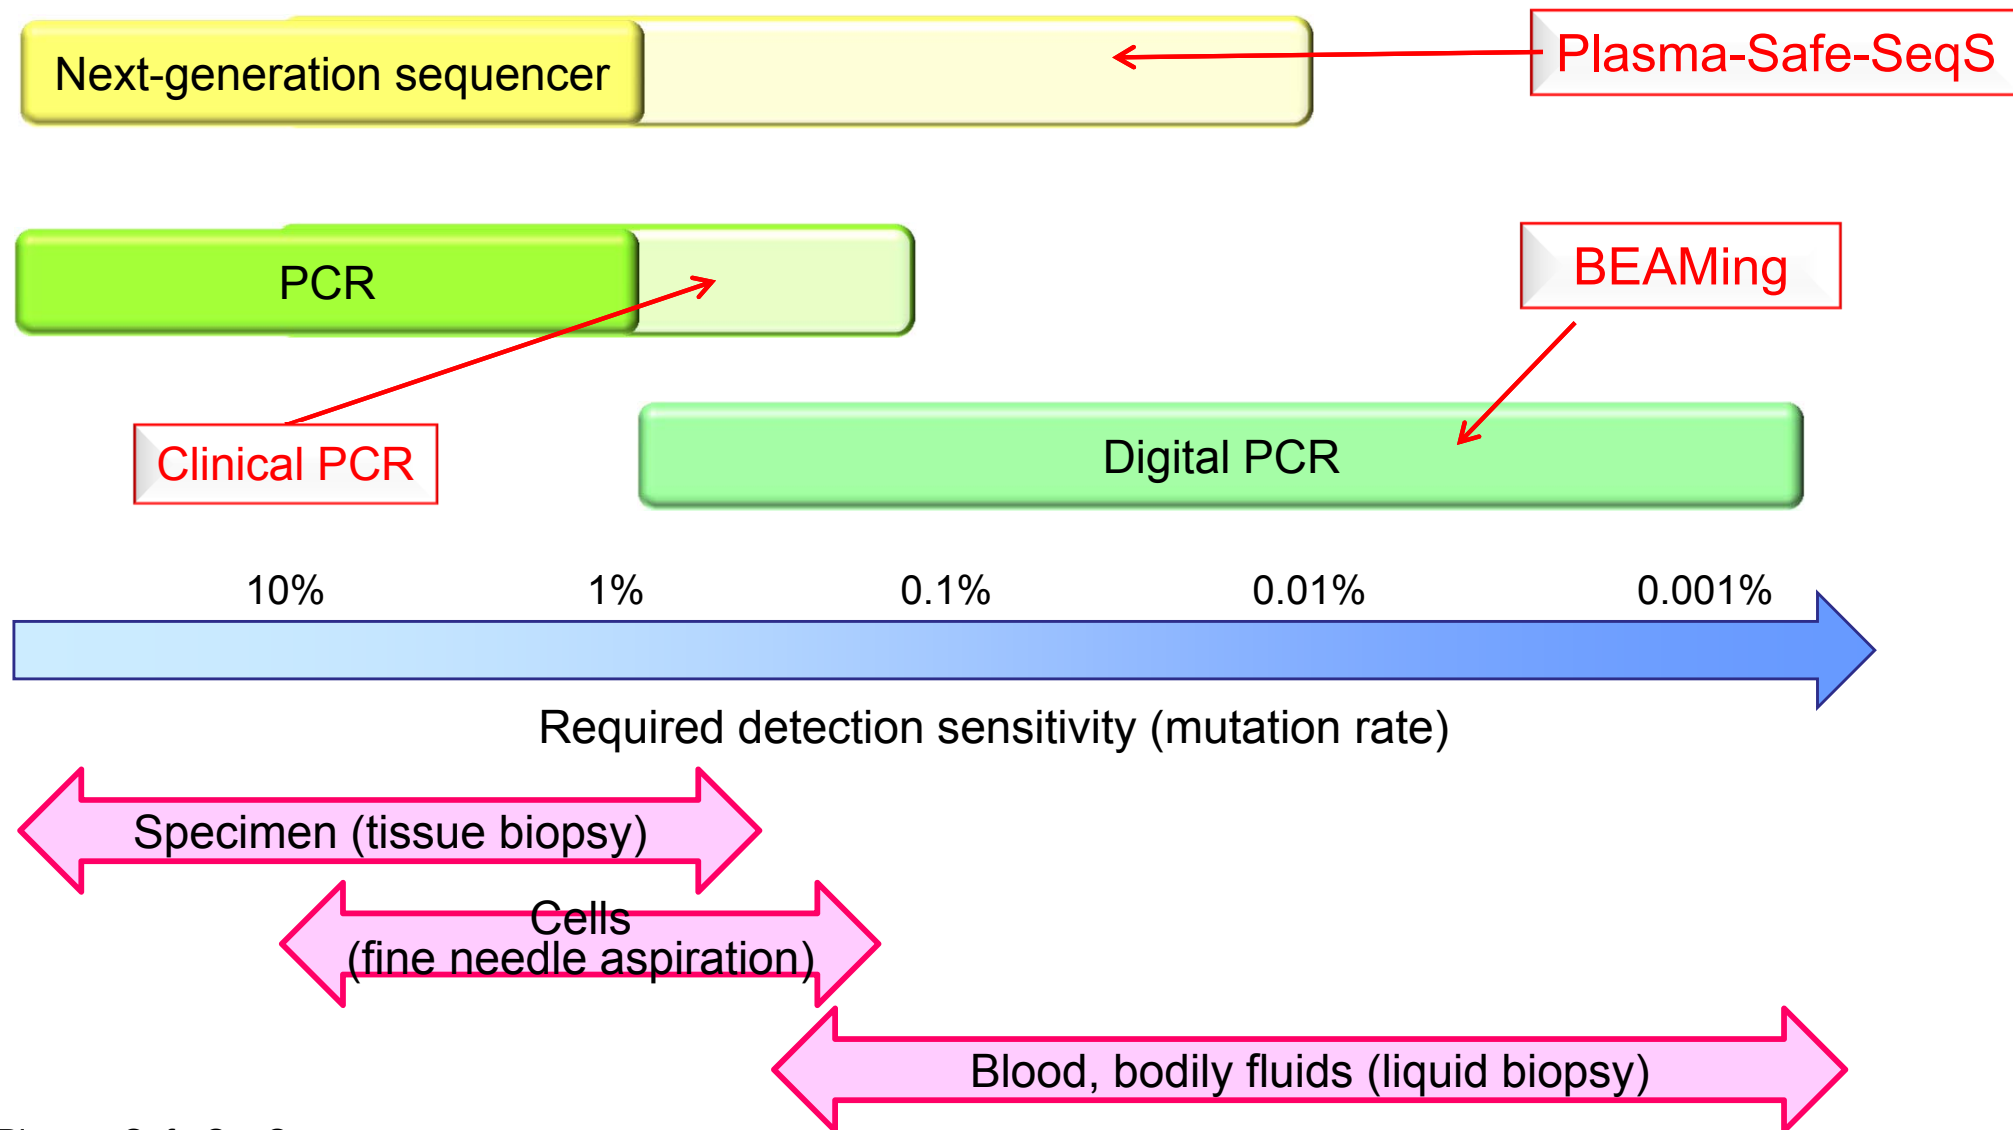 Next-generation sequencer
Plasma-Safe-SeqS
PCR
BEAMing
Clinical PCR
Digital PCR
10% 1% 0.1% 0.01% 0.001%
Required detection sensitivity (mutation rate)
Specimen (tissue biopsy)
Cells
(fine needle aspiration)
Blood, bodily fluids (liquid biopsy)